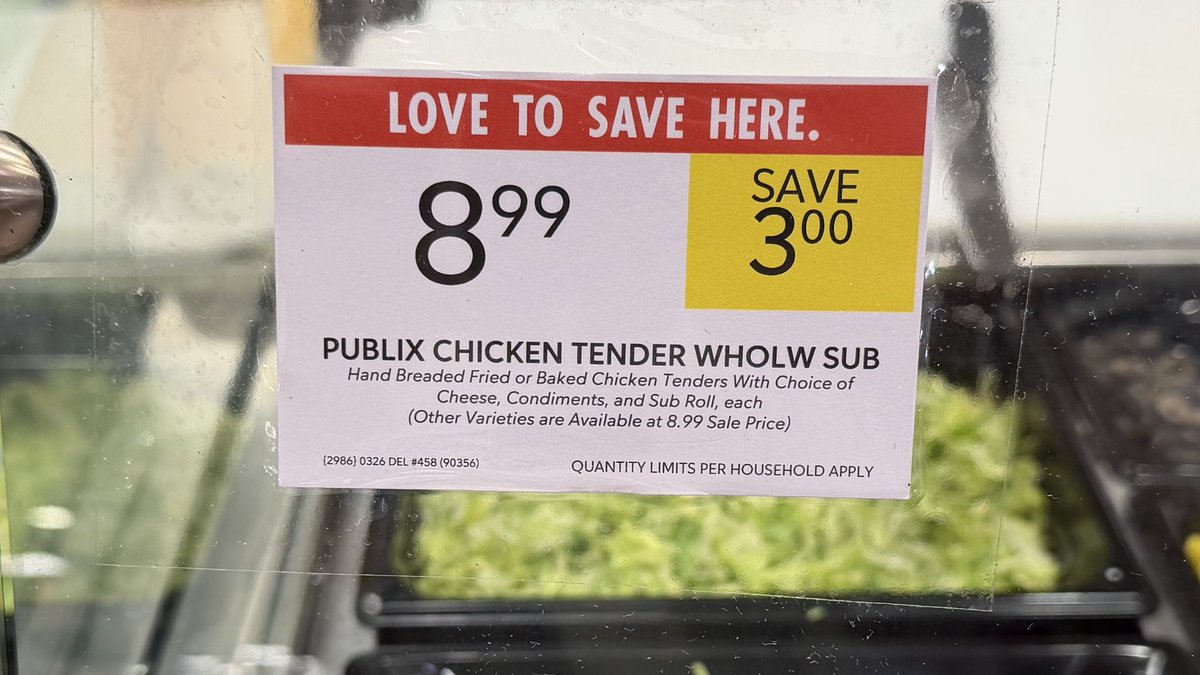 LOVE TO SAVE HERE.
8.99
SAVE
3.00
PUBLIX CHICKEN TENDER WHOLW SUB
Hand Breaded Fried or Baked Chicken Tenders With Choice of
Cheese, Condiments, and Sub Roll, each
(Other Varieties are Available at 8.99 Sale Price)
{2986} 0326 DEL #458 (90356)
QUANTITY LIMITS PER HOUSEHOLD APPLY